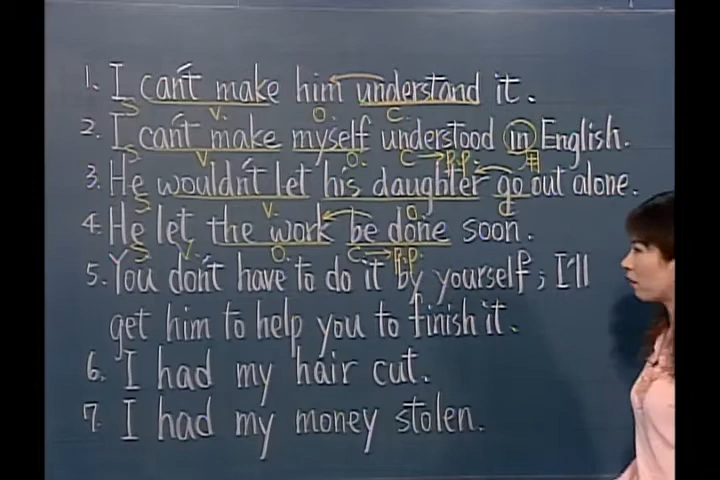 1. I can't make him understand it.
S V. O. C.
2. I can't make myself understood in English.
S V. O. C → p.p. 用
3. He wouldn't let his daughter go out alone.
S V. O. C
4. He let the work be done soon.
S V. O. C → p.p.
5. You don't have to do it by yourself; I'll
get him to help you to finish it.
6. I had my hair cut.
7. I had my money stolen.